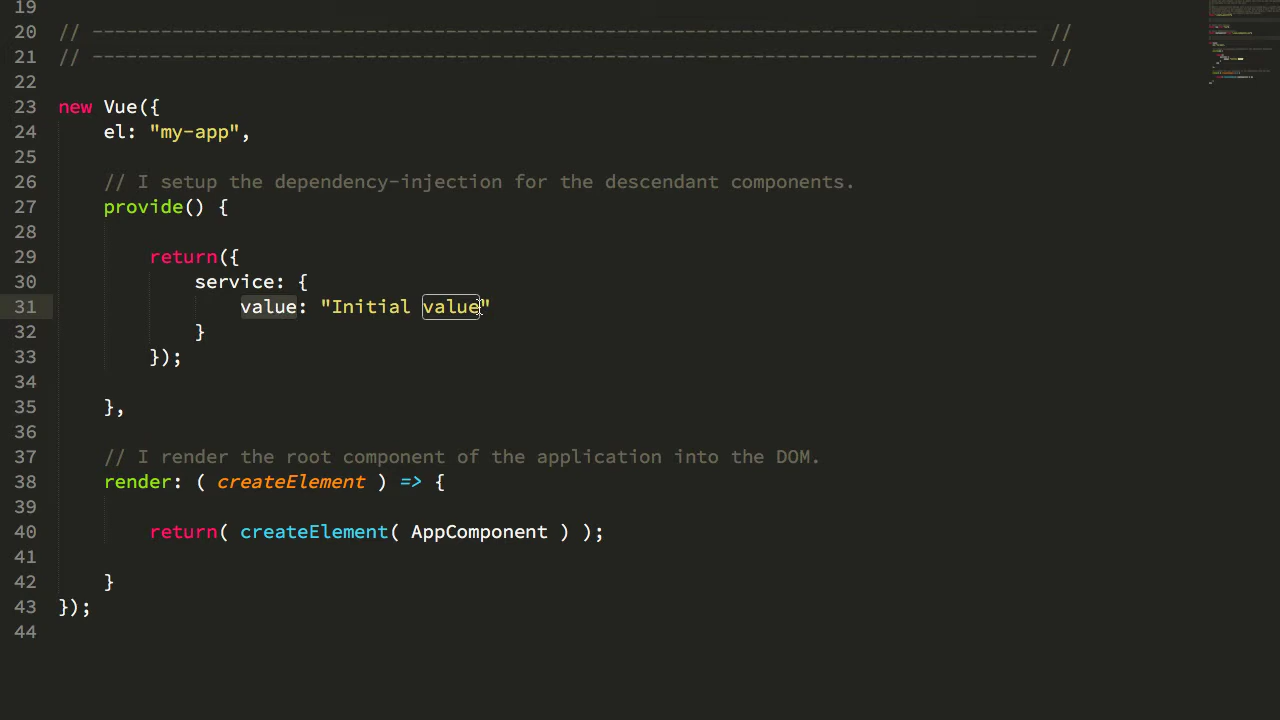 19
20 // ----------------------------------------------------------------------------------- //
21 // ----------------------------------------------------------------------------------- //
22
23 new Vue({
24     el: "my-app",
25
26     // I setup the dependency-injection for the descendant components.
27     provide() {
28
29         return({
30             service: {
31                 value: "Initial value"
32             }
33         });
34
35     },
36
37     // I render the root component of the application into the DOM.
38     render: ( createElement ) => {
39
40         return( createElement( AppComponent ) );
41
42     }
43 });
44